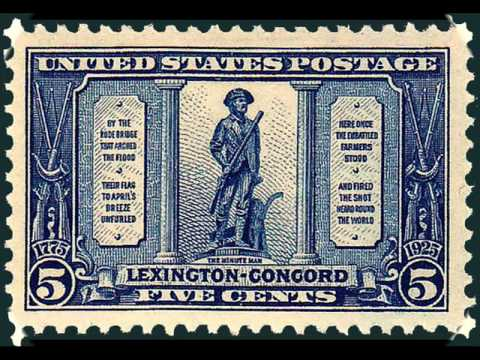 UNITED STATES POSTAGE
BY THE
RUDE BRIDGE
THAT ARCHED
THE FLOOD
THEIR FLAG
TO APRIL'S
BREEZE
UNFURLED
HERE ONCE
THE EMBATTLED
FARMERS
STOOD
AND FIRED
THE SHOT
HEARD ROUND
THE WORLD
1775
1925
THE MINUTE MAN
5 LEXINGTON-CONCORD 5
FIVE CENTS